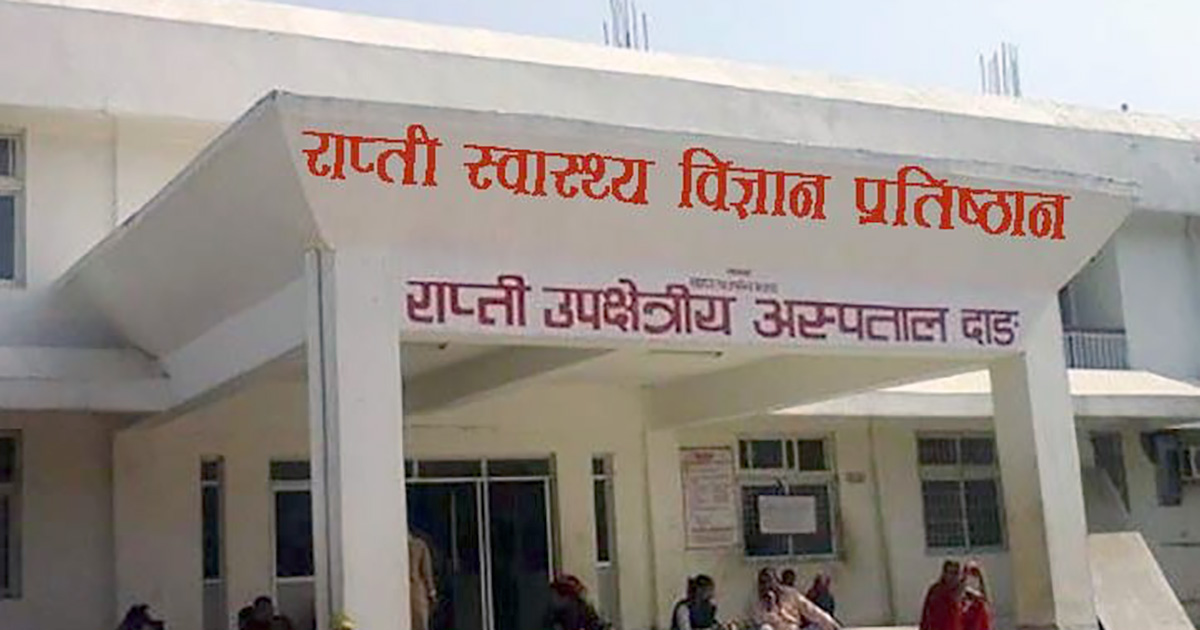 राप्ती स्वास्थ्य विज्ञान प्रतिष्ठान
राप्ती उपक्षेत्रीय अस्पताल दाङ